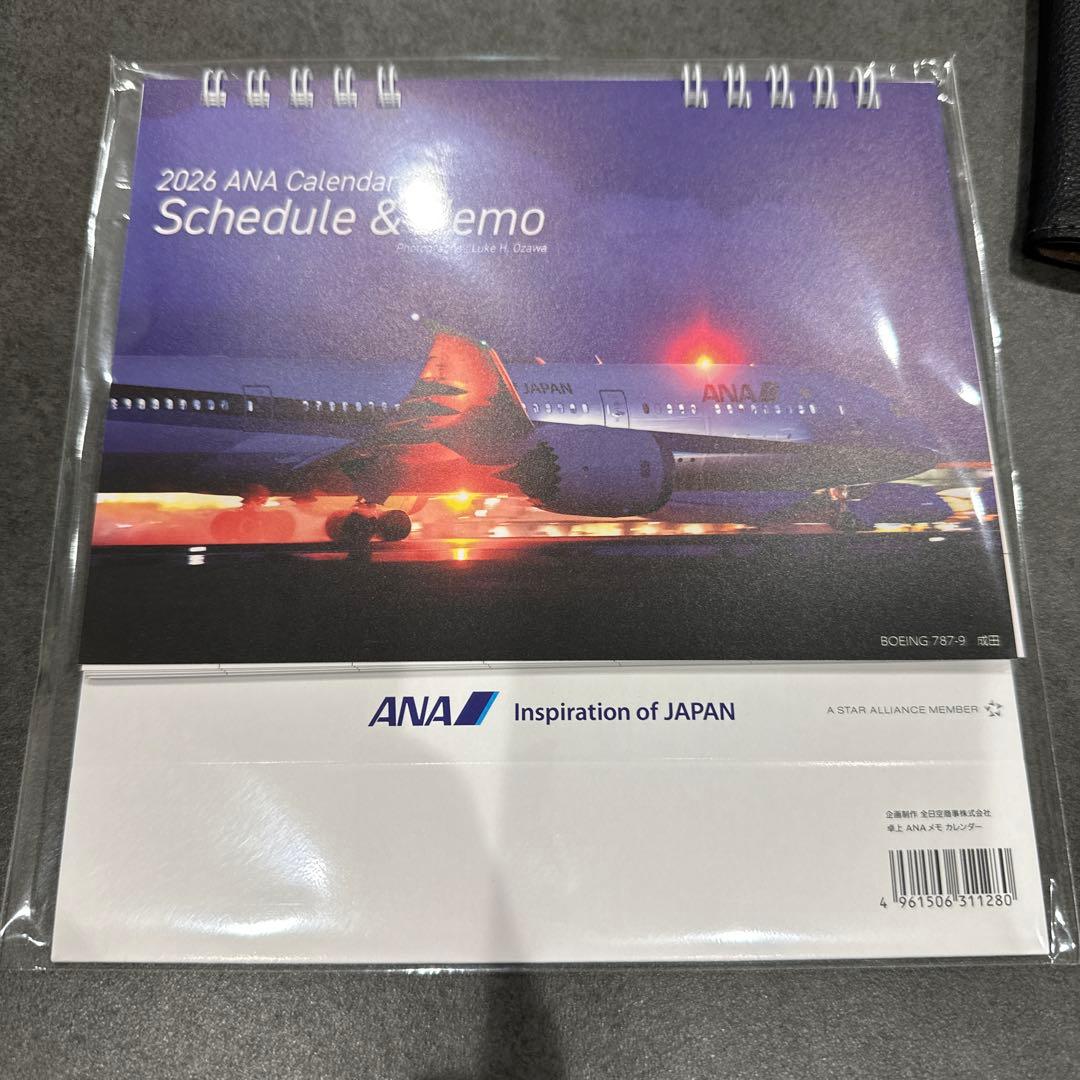 2026 ANA Calendar
Schedule & Memo
Luke H. Ozawa
JAPAN
ANA
BOEING 787-9 成田
ANA Inspiration of JAPAN
A STAR ALLIANCE MEMBER
企画制作 全日空商事株式会社
卓上 ANAメモ カレンダー
4 961506 311280